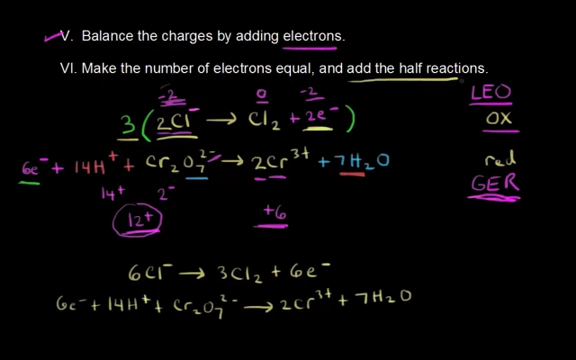 V. Balance the charges by adding electrons.
VI. Make the number of electrons equal, and add the half reactions.
-2 0 -2 LEO
3 ( 2Cl⁻ → Cl₂ + 2e⁻ ) OX
6e⁻ + 14H⁺ + Cr₂O₇²⁻ → 2Cr³⁺ + 7H₂O red
14⁺ 2⁻ GER
12+ +6
6Cl⁻ → 3Cl₂ + 6e⁻
6e⁻ + 14H⁺ + Cr₂O₇²⁻ → 2Cr³⁺ + 7H₂O